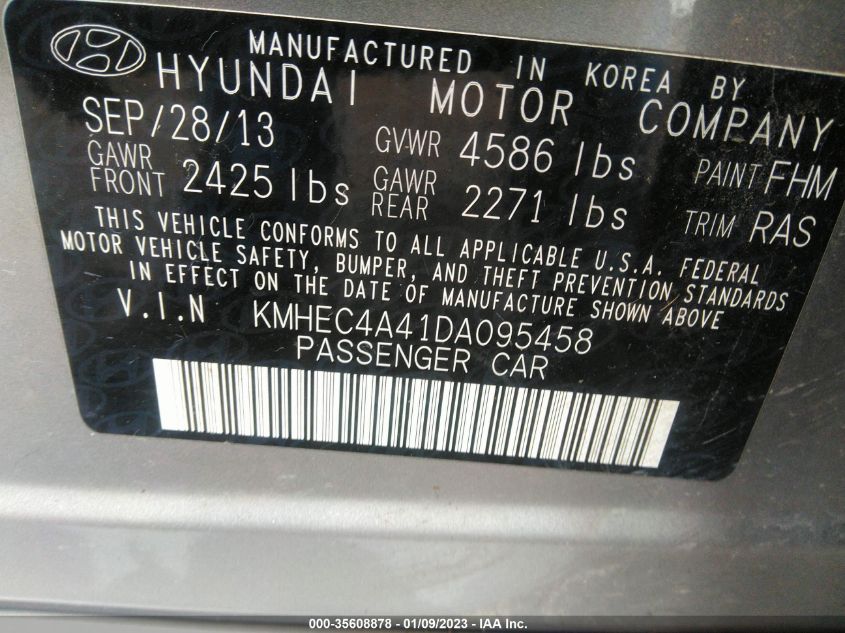 MANUFACTURED IN KOREA BY
HYUNDAI MOTOR COMPANY
SEP/28/13 GVWR 4586 lbs PAINT FHM
GAWR FRONT 2425 lbs GAWR REAR 2271 lbs TRIM RAS
THIS VEHICLE CONFORMS TO ALL APPLICABLE U.S.A. FEDERAL
MOTOR VEHICLE SAFETY, BUMPER, AND THEFT PREVENTION STANDARDS
IN EFFECT ON THE DATE OF MANUFACTURE SHOWN ABOVE
V.I.N KMHEC4A41DA095458
PASSENGER CAR
000-35608878 - 01/09/2023 - IAA Inc.